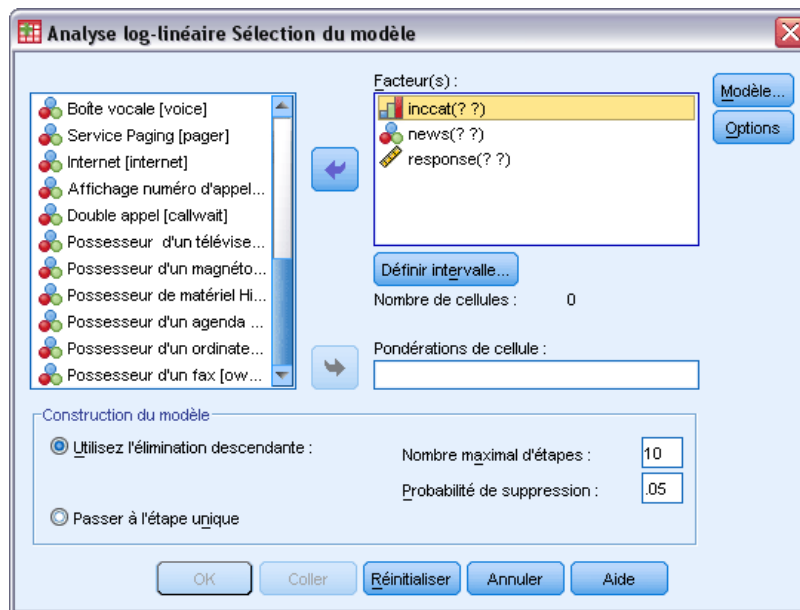 Analyse log-linéaire Sélection du modèle
Boîte vocale [voice]
Service Paging [pager]
Internet [internet]
Affichage numéro d'appel...
Double appel [callwait]
Possesseur d'un télévise...
Possesseur d'un magnéto...
Possesseur de matériel Hi...
Possesseur d'un agenda ...
Possesseur d'un ordinate...
Possesseur d'un fax [ow...
Facteur(s) :
inccat(? ?)
news(? ?)
response(? ?)
Modèle...
Options
Définir intervalle...
Nombre de cellules : 0
Pondérations de cellule :
Construction du modèle
Utilisez l'élimination descendante :
Nombre maximal d'étapes : 10
Probabilité de suppression : .05
Passer à l'étape unique
OK Coller Réinitialiser Annuler Aide